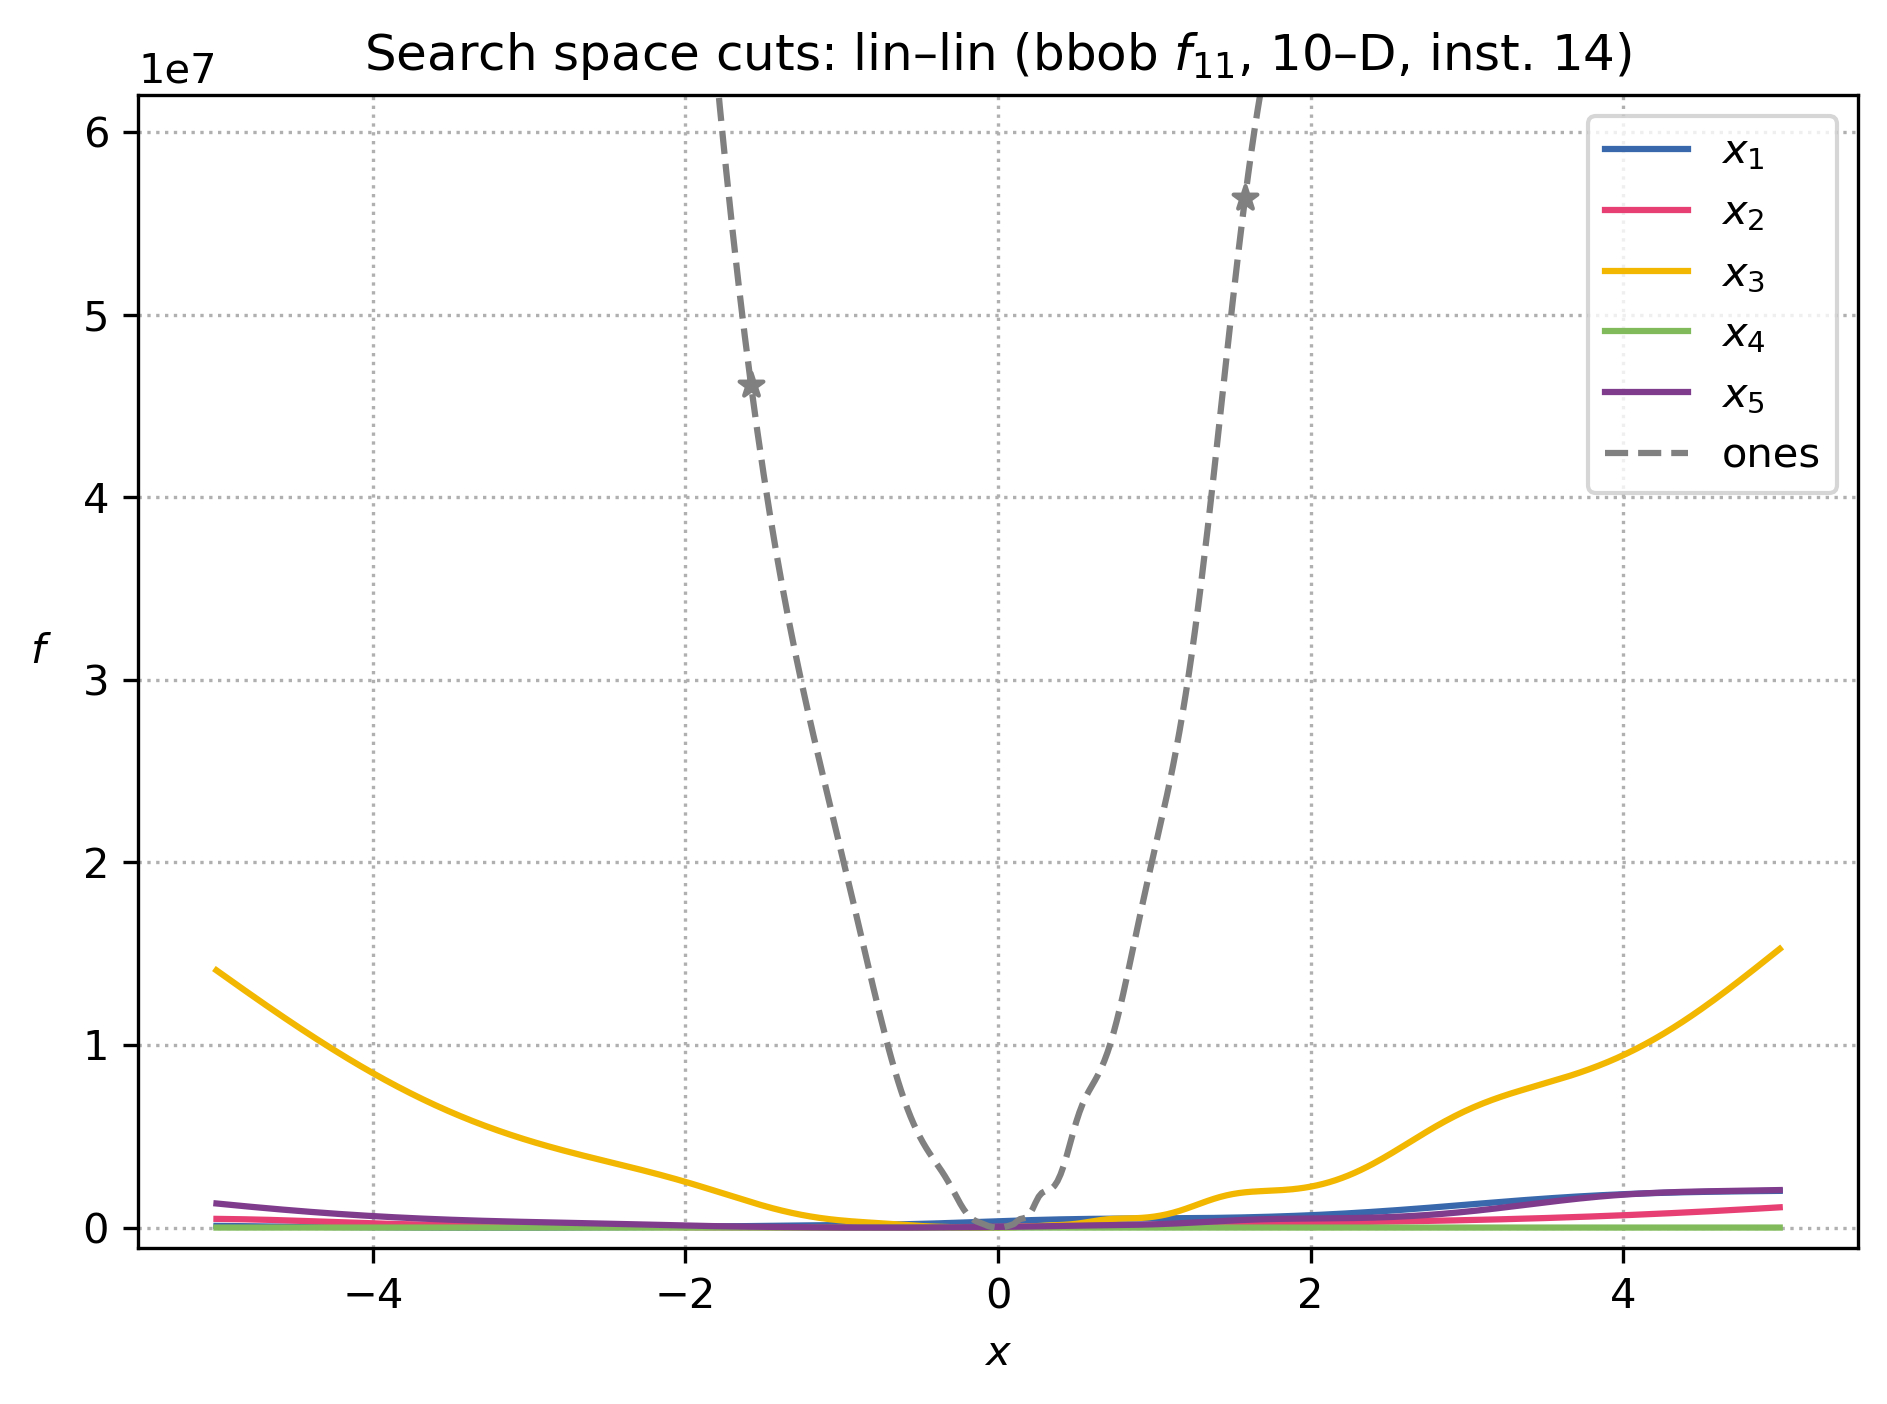 Search space cuts: lin–lin (bbob f₁₁, 10–D, inst. 14)
1e7
6
5
4
3
2
1
0
f
−4
−2
0
2
4
x
x₁
x₂
x₃
x₄
x₅
ones